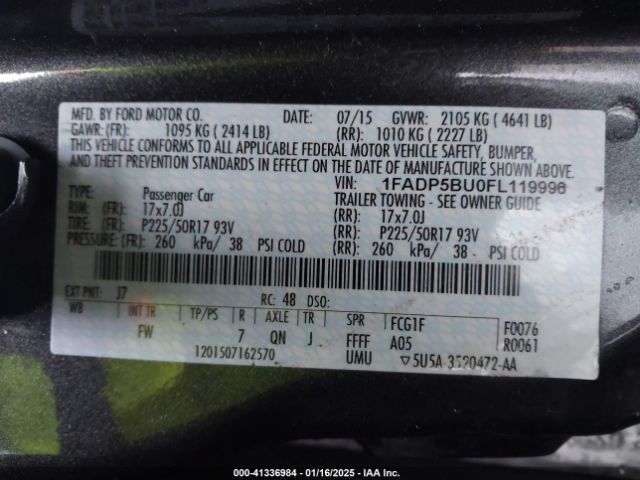 MFD. BY FORD MOTOR CO. DATE: 07/15 GVWR: 2105 KG ( 4641 LB)
GAWR: (FR): 1095 KG ( 2414 LB) (RR): 1010 KG ( 2227 LB)
THIS VEHICLE CONFORMS TO ALL APPLICABLE FEDERAL MOTOR VEHICLE SAFETY, BUMPER,
AND THEFT PREVENTION STANDARDS IN EFFECT ON THE DATE OF MANUFACTURE SHOWN ABOVE.
VIN: 1FADP5BU0FL119996
TYPE: Passenger Car TRAILER TOWING - SEE OWNER GUIDE
RIM: (FR): 17x7.0J (RR): 17x7.0J
TIRE: (FR): P225/50R17 93V (RR): P225/50R17 93V
PRESSURE: (FR): 260 kPa/ 38 PSI COLD (RR): 260 kPa/ 38 PSI COLD
EXT PNT: J7 RC: 48 DSO:
WB INT TR TP/PS R AXLE TR SPR FCG1F F0076
FW 7 QN J FFFF A05 R0061
1201507162570 UMU ▽5U5A-3520472-AA
000-41336984 - 01/16/2025 - IAA Inc.